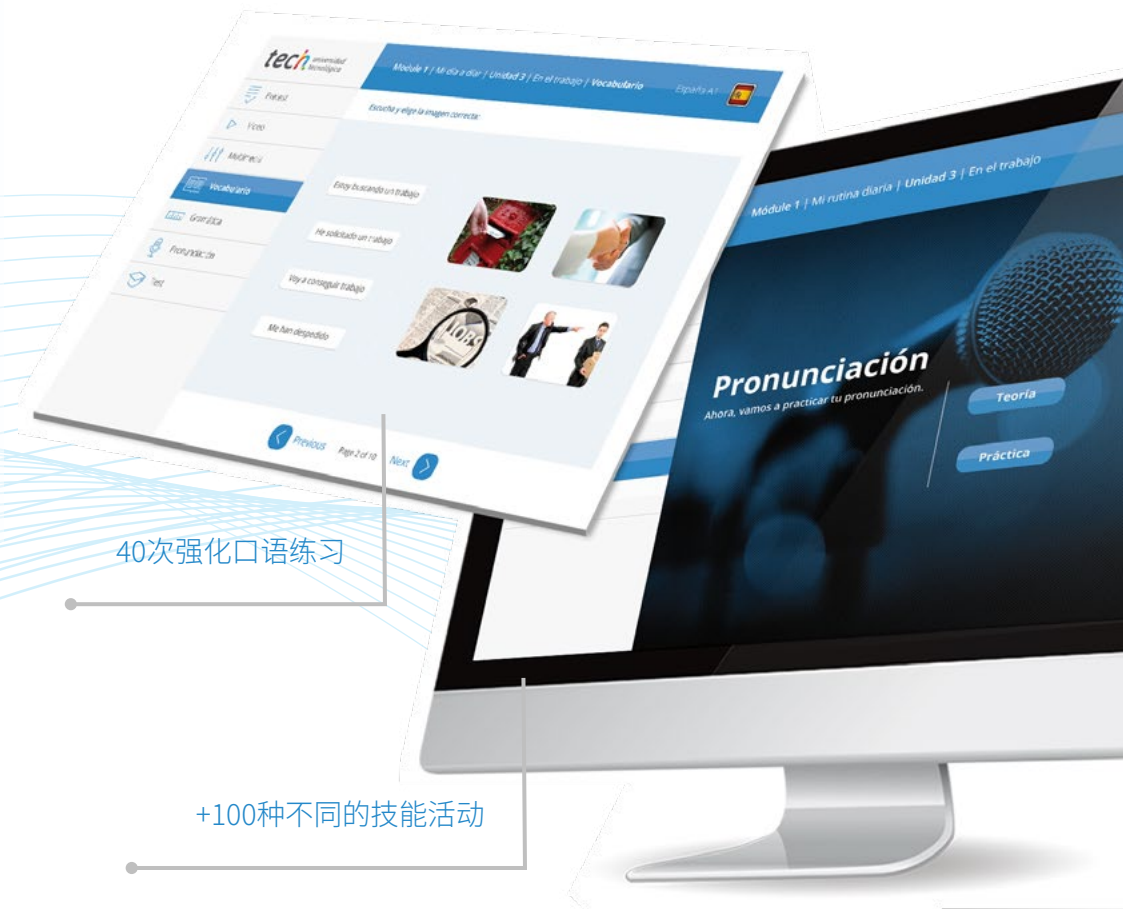 tech universidad
tecnológica
Module 1 | Mi día a díar | Unidad 3 | En el trabajo | Vocabulario
España A1
Escucha y elige la imagen correcta:
Vocabulario
Gramática
Test
Estoy buscando un trabajo
He solicitado un trabajo
Voy a conseguir trabajo
Me han despedido
JOBS
Previous
Page 2 of 10
Next
Módule 1 | Mi rutina diaria | Unidad 3 | En el trabajo
Pronunciación
Ahora, vamos a practicar tu pronunciación.
Teoría
Práctica
40次强化口语练习
+100种不同的技能活动